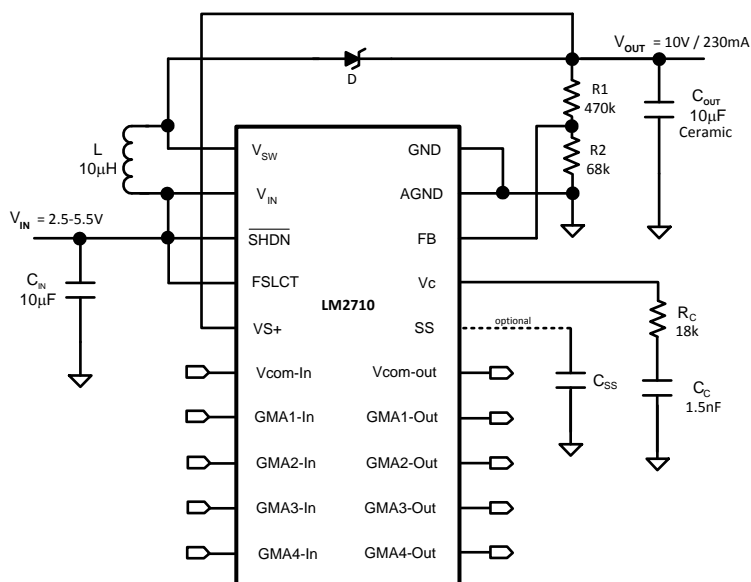 V_OUT = 10V / 230mA
D
R1
470k
C_OUT
10µF
Ceramic
L
10µH
V_SW
GND
R2
68k
V_IN
AGND
V_IN = 2.5-5.5V
SHDN
FB
C_IN
10µF
FSLCT
Vc
LM2710
VS+
SS
optional
R_C
18k
C_SS
C_C
1.5nF
Vcom-In
Vcom-out
GMA1-In
GMA1-Out
GMA2-In
GMA2-Out
GMA3-In
GMA3-Out
GMA4-In
GMA4-Out